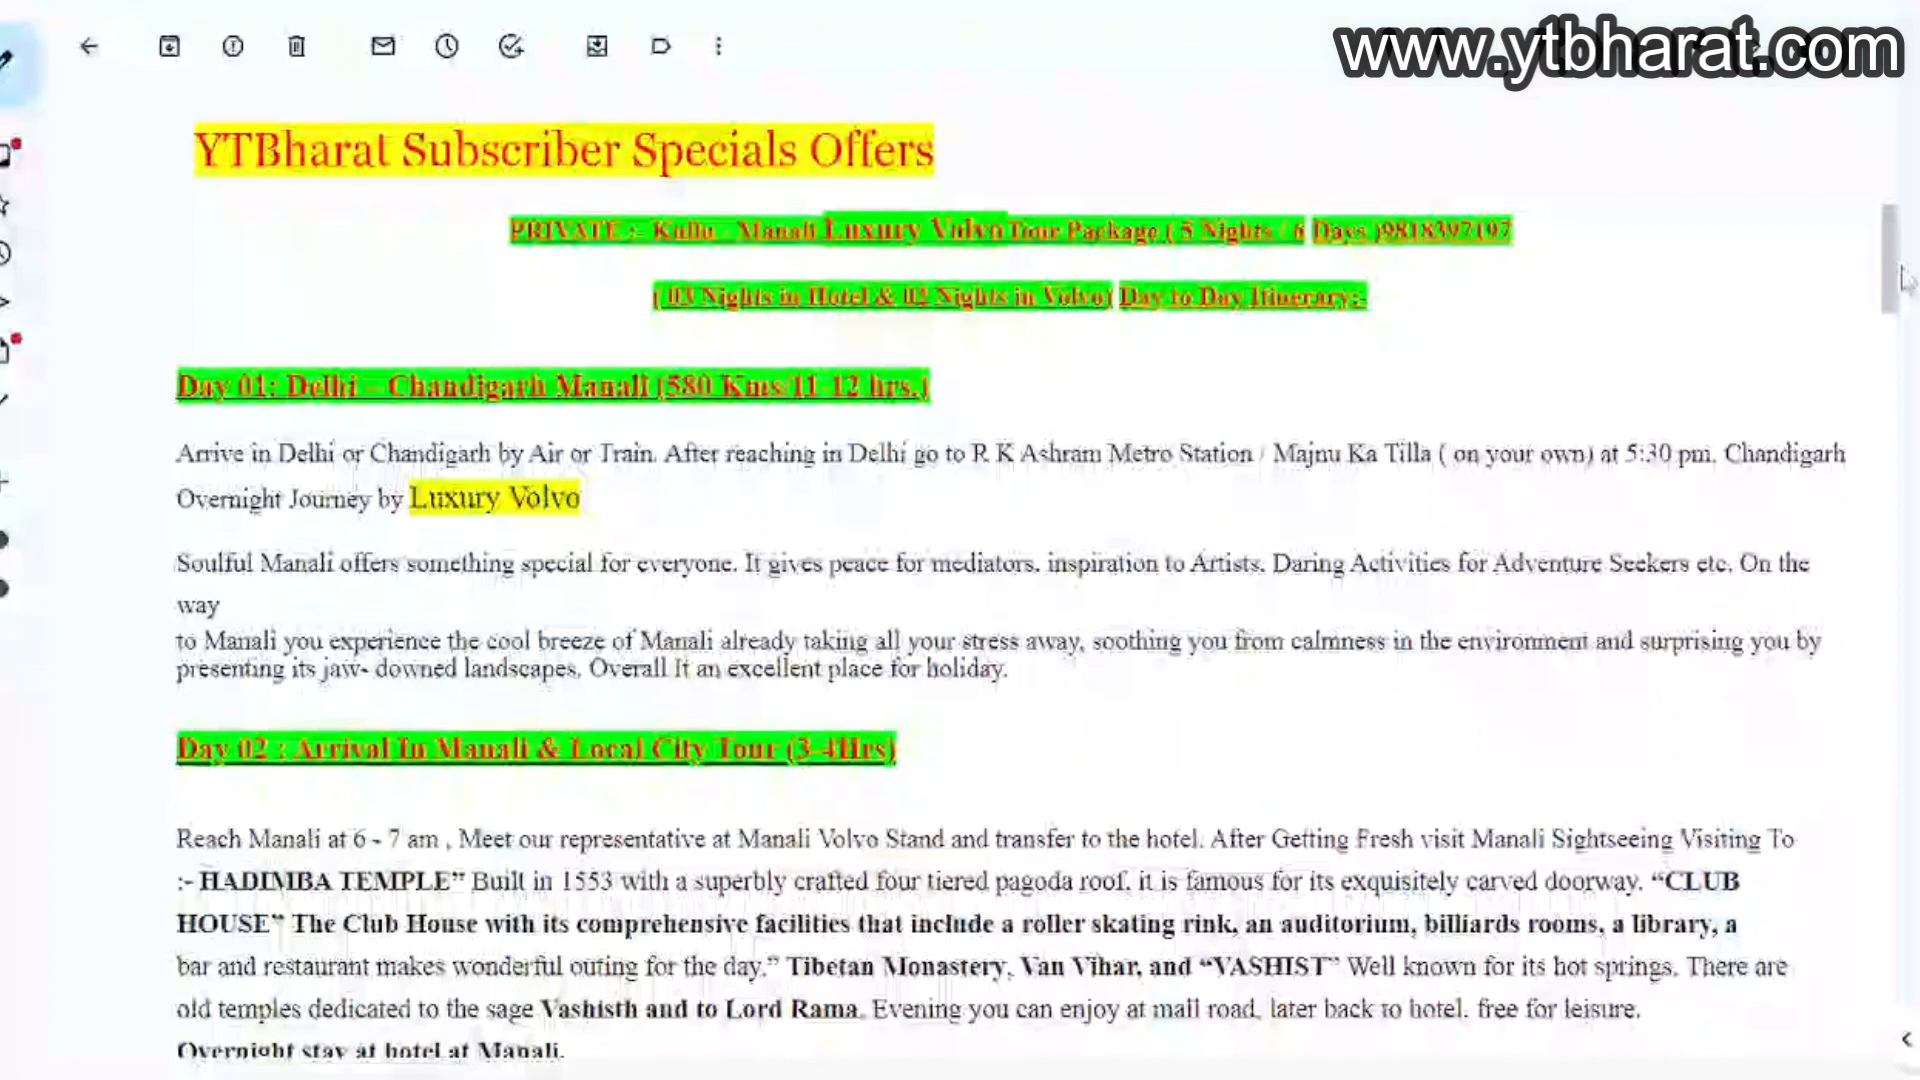 www.ytbharat.com
YTBharat Subscriber Specials Offers
PRIVATE :- Kullu - Manali Luxury Volvo Tour Package ( 5 Nights / 6 Days )9818397197
( 03 Nights in Hotel & 02 Nights in Volvo) Day to Day Itinerary:-
Day 01: Delhi – Chandigarh Manali (580 Kms/11-12 hrs.)
Arrive in Delhi or Chandigarh by Air or Train. After reaching in Delhi go to R K Ashram Metro Station / Majnu Ka Tilla ( on your own) at 5:30 pm. Chandigarh
Overnight Journey by Luxury Volvo
Soulful Manali offers something special for everyone. It gives peace for mediators, inspiration to Artists, Daring Activities for Adventure Seekers etc. On the
way
to Manali you experience the cool breeze of Manali already taking all your stress away, soothing you from calmness in the environment and surprising you by
presenting its jaw- downed landscapes. Overall It an excellent place for holiday.
Day 02 : Arrival In Manali & Local City Tour (3-4Hrs)
Reach Manali at 6 - 7 am , Meet our representative at Manali Volvo Stand and transfer to the hotel. After Getting Fresh visit Manali Sightseeing Visiting To
:- HADIMBA TEMPLE” Built in 1553 with a superbly crafted four tiered pagoda roof, it is famous for its exquisitely carved doorway. “CLUB
HOUSE” The Club House with its comprehensive facilities that include a roller skating rink, an auditorium, billiards rooms, a library, a
bar and restaurant makes wonderful outing for the day.” Tibetan Monastery, Van Vihar, and “VASHIST” Well known for its hot springs. There are
old temples dedicated to the sage Vashisth and to Lord Rama. Evening you can enjoy at mall road, later back to hotel. free for leisure.
Overnight stay at hotel at Manali.